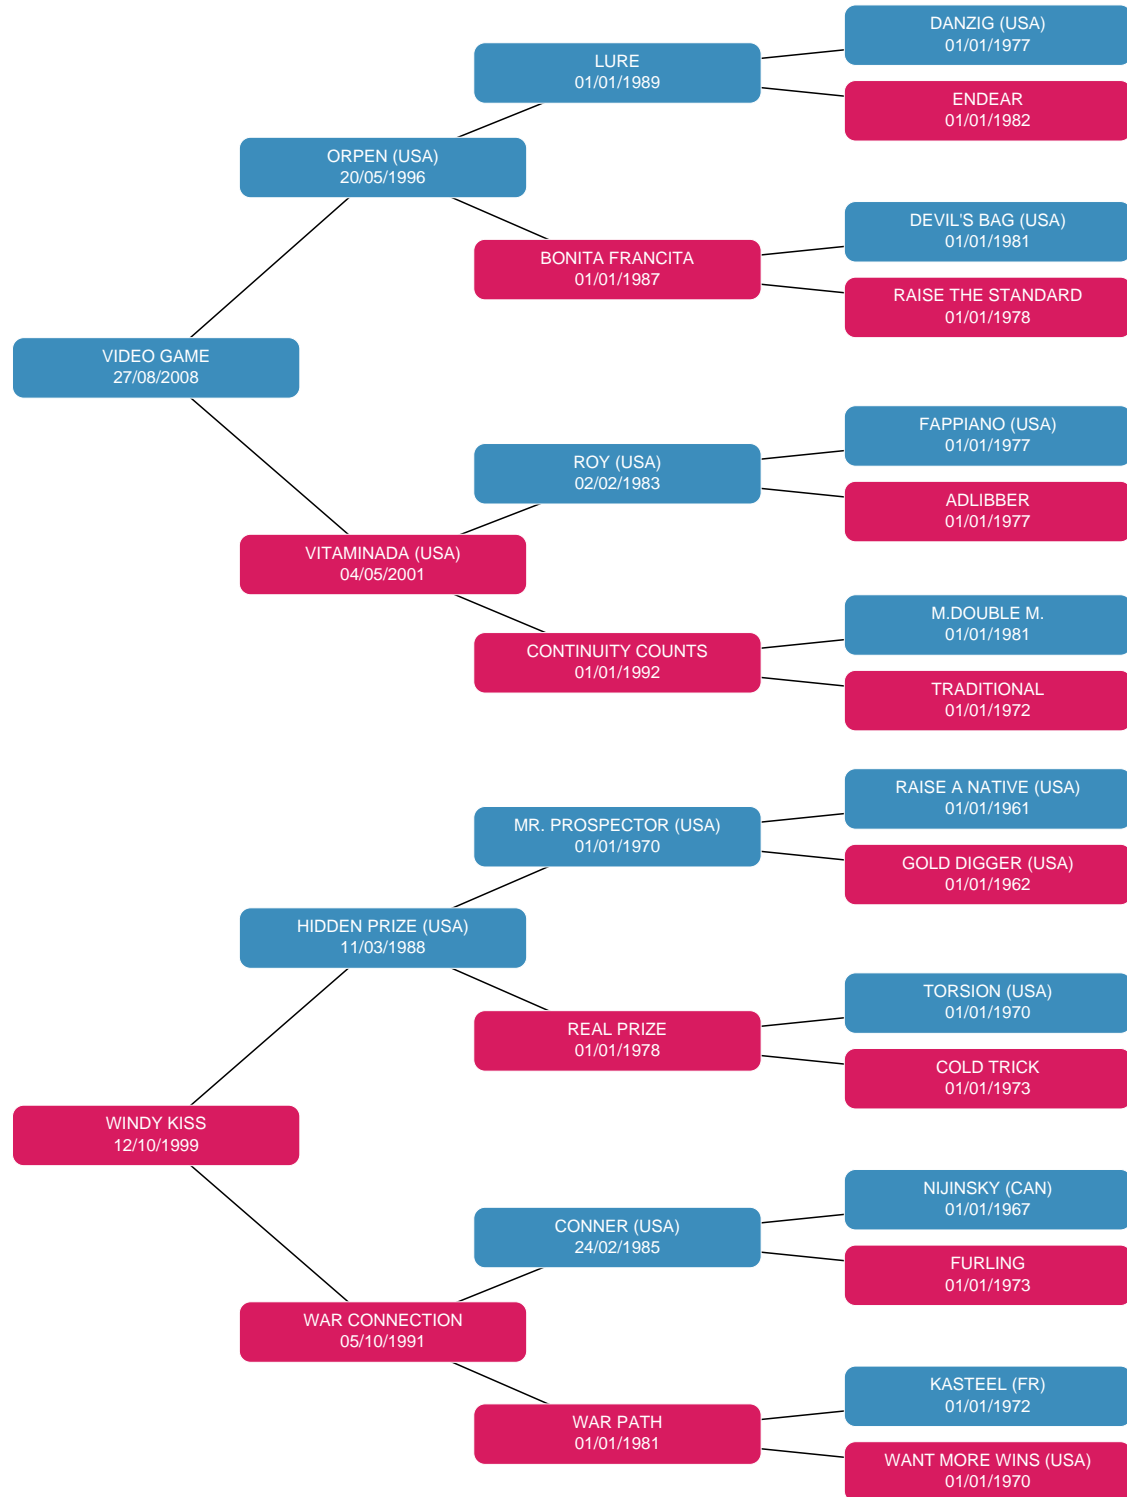 DANZIG (USA)
01/01/1977
LURE
01/01/1989
ENDEAR
01/01/1982
ORPEN (USA)
20/05/1996
DEVIL'S BAG (USA)
01/01/1981
BONITA FRANCITA
01/01/1987
RAISE THE STANDARD
01/01/1978
VIDEO GAME
27/08/2008
FAPPIANO (USA)
01/01/1977
ROY (USA)
02/02/1983
ADLIBBER
01/01/1977
VITAMINADA (USA)
04/05/2001
M.DOUBLE M.
01/01/1981
CONTINUITY COUNTS
01/01/1992
TRADITIONAL
01/01/1972
RAISE A NATIVE (USA)
01/01/1961
MR. PROSPECTOR (USA)
01/01/1970
GOLD DIGGER (USA)
01/01/1962
HIDDEN PRIZE (USA)
11/03/1988
TORSION (USA)
01/01/1970
REAL PRIZE
01/01/1978
COLD TRICK
01/01/1973
WINDY KISS
12/10/1999
NIJINSKY (CAN)
01/01/1967
CONNER (USA)
24/02/1985
FURLING
01/01/1973
WAR CONNECTION
05/10/1991
KASTEEL (FR)
01/01/1972
WAR PATH
01/01/1981
WANT MORE WINS (USA)
01/01/1970